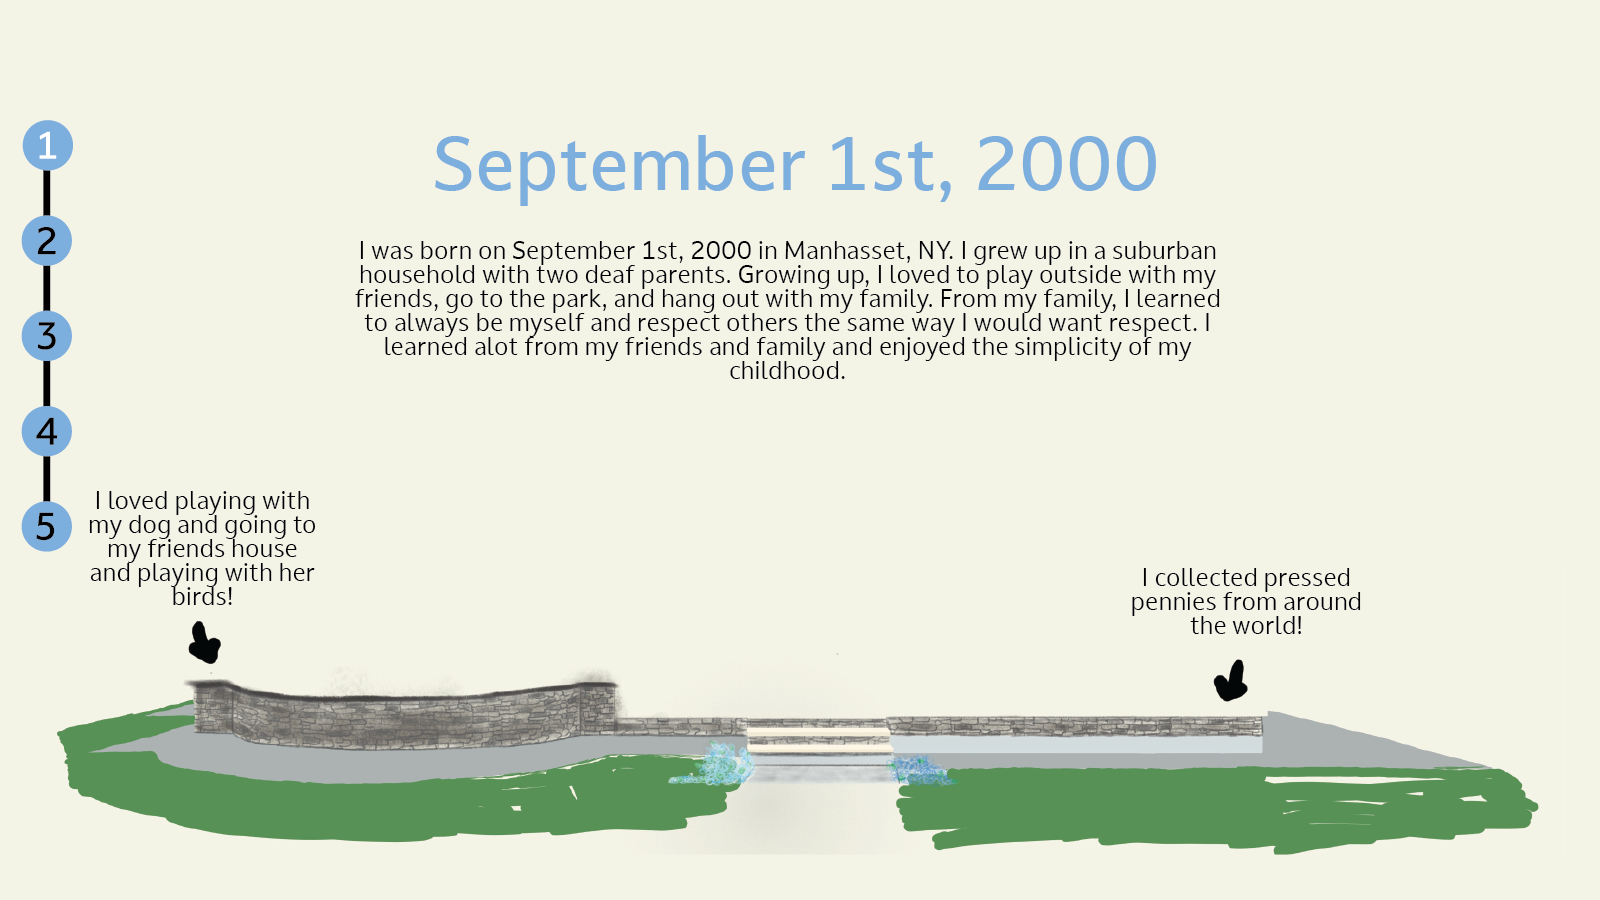 1
2
3
4
5
September 1st, 2000
I was born on September 1st, 2000 in Manhasset, NY. I grew up in a suburban
household with two deaf parents. Growing up, I loved to play outside with my
friends, go to the park, and hang out with my family. From my family, I learned
to always be myself and respect others the same way I would want respect. I
learned alot from my friends and family and enjoyed the simplicity of my
childhood.
I loved playing with
my dog and going to
my friends house
and playing with her
birds!
I collected pressed
pennies from around
the world!